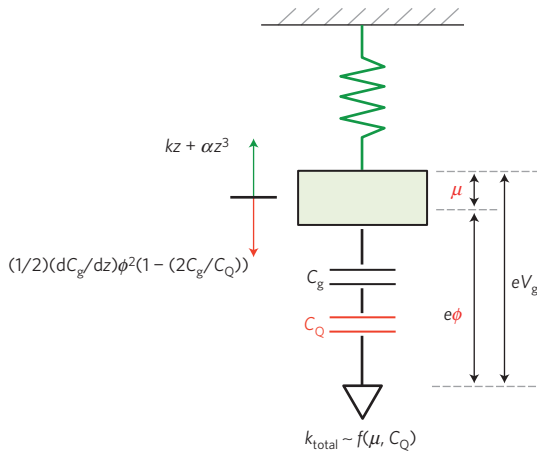 kz + αz³
μ
(1/2)(dC_g/dz)ϕ²(1 – (2C_g/C_Q))
C_g
eV_g
C_Q
eϕ
k_total ~ f(μ, C_Q)